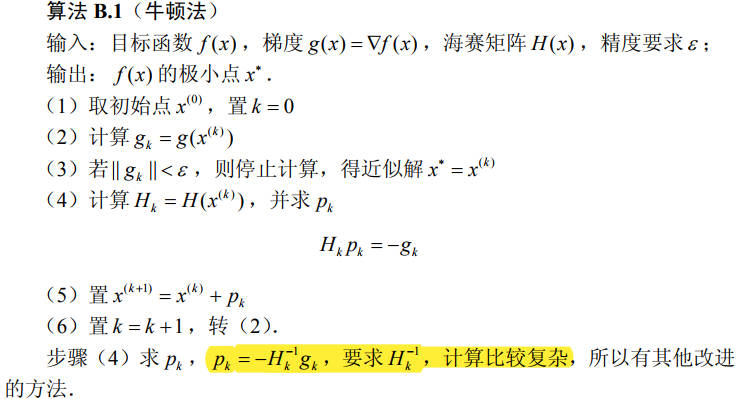 算法 B.1（牛顿法）
输入：目标函数 f(x)，梯度 g(x) = ∇f(x)，海赛矩阵 H(x)，精度要求 ε；
输出：f(x) 的极小点 x*．
（1）取初始点 x^(0)，置 k = 0
（2）计算 g_k = g(x^(k))
（3）若 || g_k || < ε，则停止计算，得近似解 x* = x^(k)
（4）计算 H_k = H(x^(k))，并求 p_k
H_k p_k = −g_k
（5）置 x^(k+1) = x^(k) + p_k
（6）置 k = k + 1，转（2）．
步骤（4）求 p_k，p_k = −H_k^−1 g_k，要求 H_k^−1，计算比较复杂，所以有其他改进
的方法．